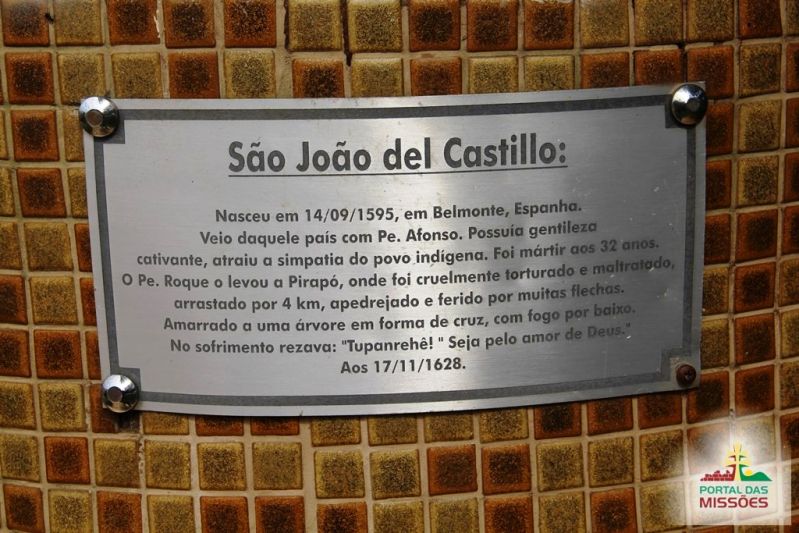 São João del Castillo:
Nasceu em 14/09/1595, em Belmonte, Espanha.
Veio daquele país com Pe. Afonso. Possuía gentileza
cativante, atraiu a simpatia do povo indígena. Foi mártir aos 32 anos.
O Pe. Roque o levou a Pirapó, onde foi cruelmente torturado e maltratado,
arrastado por 4 km, apedrejado e ferido por muitas flechas.
Amarrado a uma árvore em forma de cruz, com fogo por baixo.
No sofrimento rezava: "Tupanrehê! " Seja pelo amor de Deus."
Aos 17/11/1628.
PORTAL DAS
MISSÕES